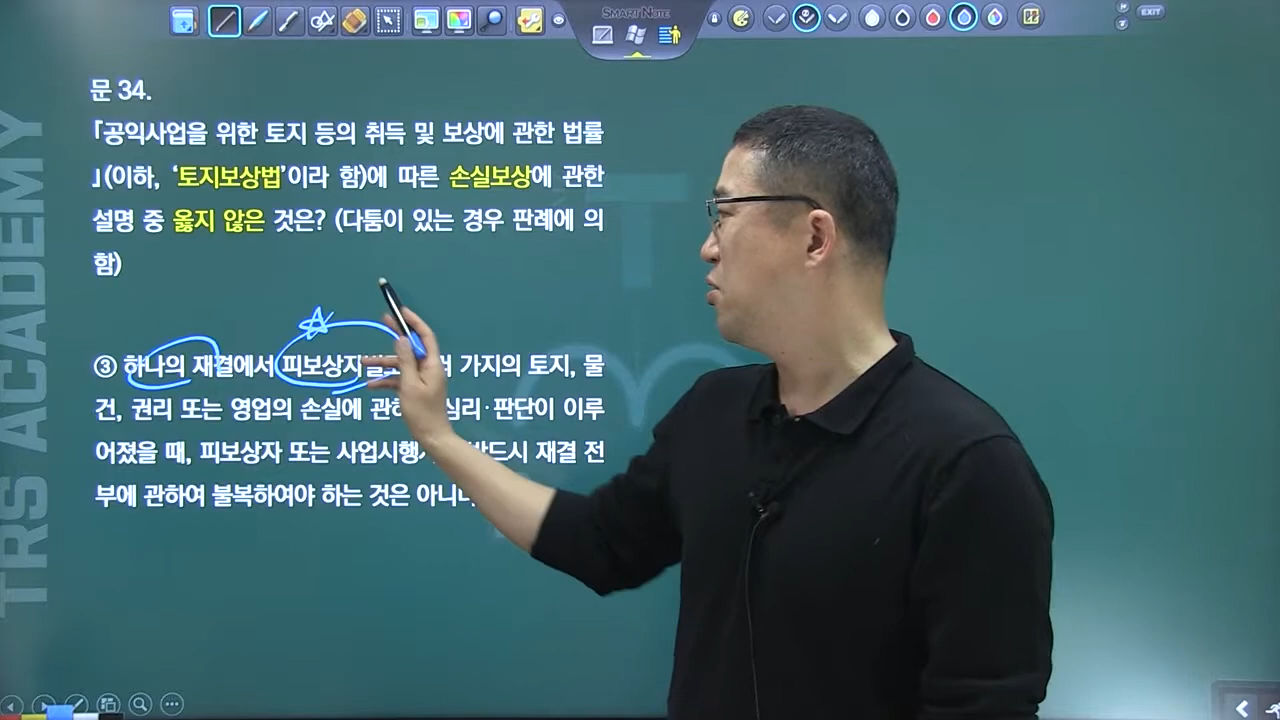 SMART NOTE
EXIT
문 34.
「공익사업을 위한 토지 등의 취득 및 보상에 관한 법률
」(이하, ‘토지보상법’이라 함)에 따른 손실보상에 관한
설명 중 옳지 않은 것은? (다툼이 있는 경우 판례에 의
함)
③ 하나의 재결에서 피보상자별로 가지의 토지, 물
건, 권리 또는 영업의 손실에 관하 심리·판단이 이루
어졌을 때, 피보상자 또는 사업시행 반드시 재결 전
부에 관하여 불복하여야 하는 것은 아니다
TRS ACADEMY